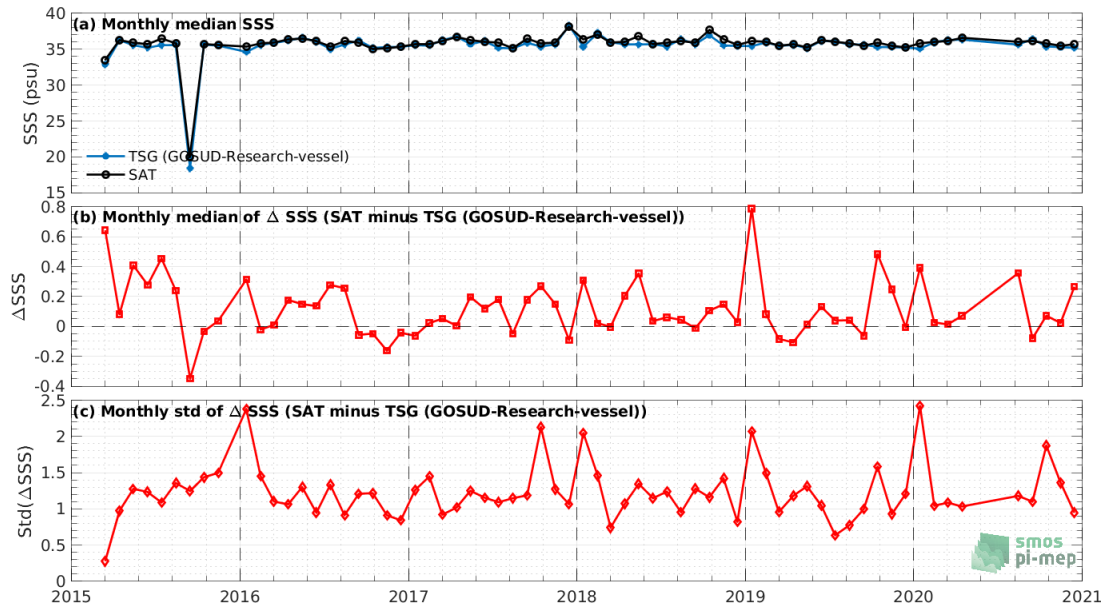 (a) Monthly median SSS
40
35
30
25
20
15
SSS (psu)
TSG (GOSUD-Research-vessel)
SAT
(b) Monthly median of Δ SSS (SAT minus TSG (GOSUD-Research-vessel))
0.8
0.6
0.4
0.2
0
-0.2
-0.4
ΔSSS
(c) Monthly std of Δ SSS (SAT minus TSG (GOSUD-Research-vessel))
2.5
2
1.5
1
0.5
0
Std(ΔSSS)
smos
pi-mep
2015 2016 2017 2018 2019 2020 2021